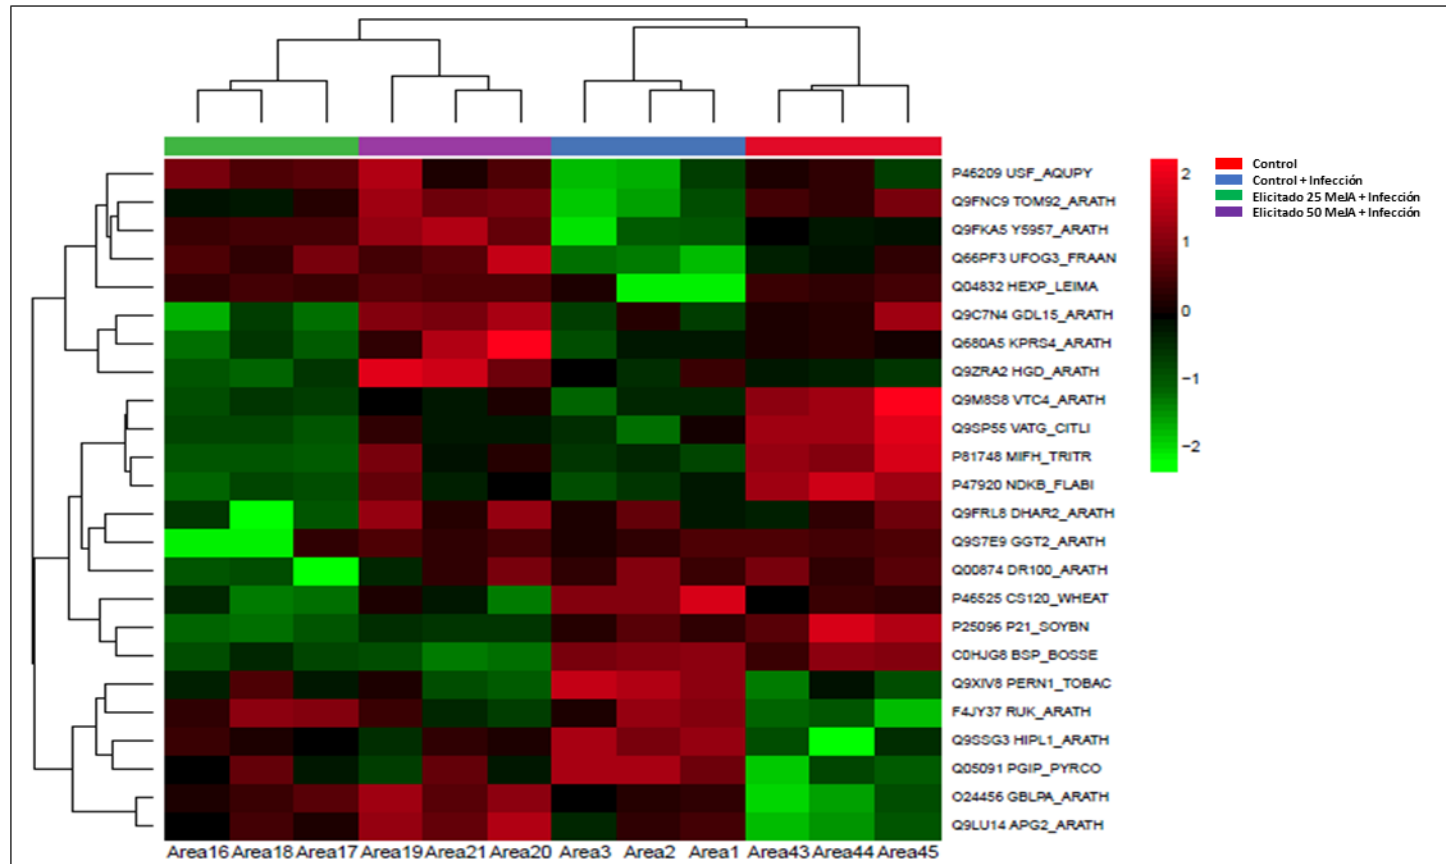 P46209 USF_AQUPY
Q9FNC9 TOM92_ARATH
Q9FKA5 Y5957_ARATH
Q66PF3 UFOG3_FRAAN
Q04832 HEXP_LEIMA
Q9C7N4 GDL15_ARATH
Q680A5 KPRS4_ARATH
Q9ZRA2 HGD_ARATH
Q9M8S8 VTC4_ARATH
Q9SP55 VATG_CITLI
P81748 MIFH_TRITR
P47920 NDKB_FLABI
Q9FRL8 DHAR2_ARATH
Q9S7E9 GGT2_ARATH
Q00874 DR100_ARATH
P46525 CS120_WHEAT
P25096 P21_SOYBN
C0HJG8 BSP_BOSSE
Q9XIV8 PERN1_TOBAC
F4JY37 RUK_ARATH
Q9SSG3 HIPL1_ARATH
Q05091 PGIP_PYRCO
O24456 GBLPA_ARATH
Q9LU14 APG2_ARATH
Area16 Area18 Area17 Area19 Area21 Area20 Area3 Area2 Area1 Area43 Area44 Area45
2
1
0
−1
−2
Control
Control + Infección
Elicitado 25 MeJA + Infección
Elicitado 50 MeJA + Infección